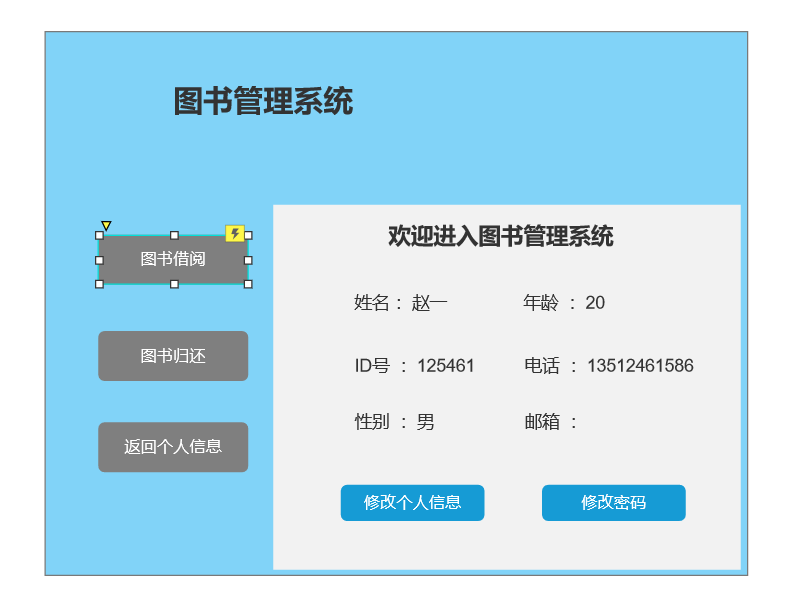 图书管理系统
欢迎进入图书管理系统
图书借阅
姓名： 赵一 年龄 ： 20
图书归还
ID号 ： 125461 电话 ： 13512461586
性别 ： 男 邮箱 ：
返回个人信息
修改个人信息 修改密码